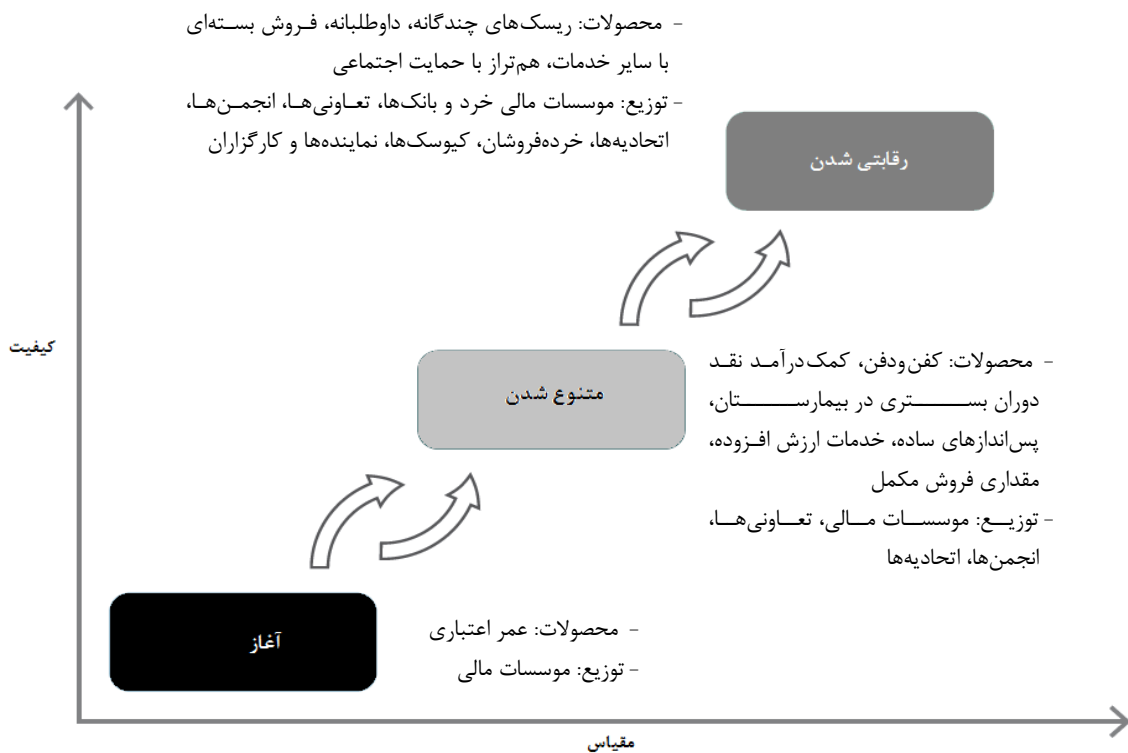 - محصولات: ریسک‌های چندگانه، داوطلبانه، فروش بسته‌ای
با سایر خدمات، هم‌تراز با حمایت اجتماعی
- توزیع: موسسات مالی خرد و بانک‌ها، تعاونی‌ها، انجمن‌ها،
اتحادیه‌ها، خرده‌فروشان، کیوسک‌ها، نماینده‌ها و کارگزاران
رقابتی شدن
کیفیت
متنوع شدن
- محصولات: کفن‌ودفن، کمک‌درآمد نقد
دوران بستری در بیمارستان،
پس‌اندازهای ساده، خدمات ارزش افزوده،
مقداری فروش مکمل
- توزیع: موسسات مالی، تعاونی‌ها،
انجمن‌ها، اتحادیه‌ها
آغاز
- محصولات: عمر اعتباری
- توزیع: موسسات مالی
مقیاس